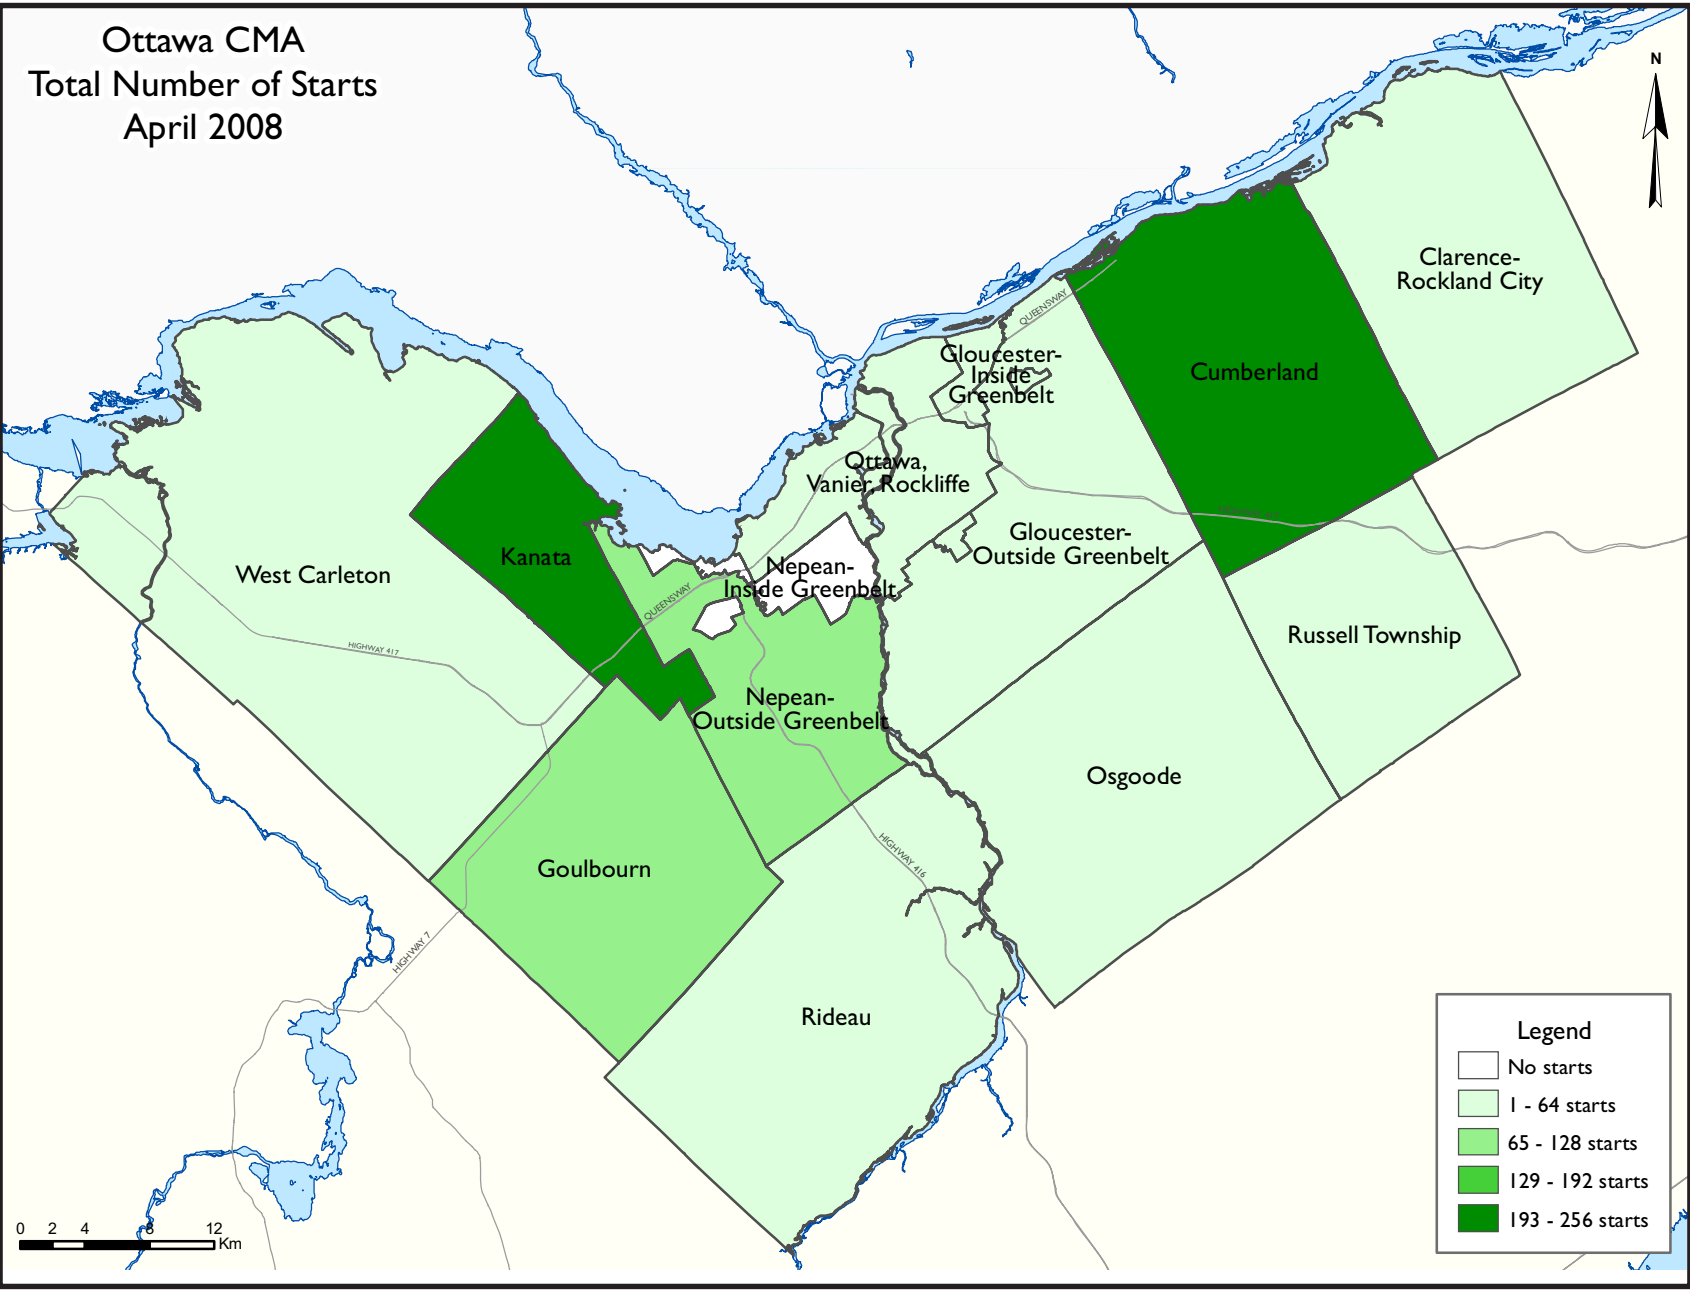 Ottawa CMA
Total Number of Starts
April 2008
N
Clarence-
Rockland City
QUEENSWAY
Gloucester-
Inside
Greenbelt
Cumberland
Ottawa,
Vanier, Rockliffe
Gloucester-
Outside Greenbelt
Kanata
West Carleton
Nepean-
Inside Greenbelt
QUEENSWAY
HIGHWAY 417
Russell Township
Nepean-
Outside Greenbelt
Osgoode
Goulbourn
HIGHWAY 416
HIGHWAY 7
Rideau
Legend
No starts
1 - 64 starts
65 - 128 starts
129 - 192 starts
193 - 256 starts
0 2 4 8 12
Km